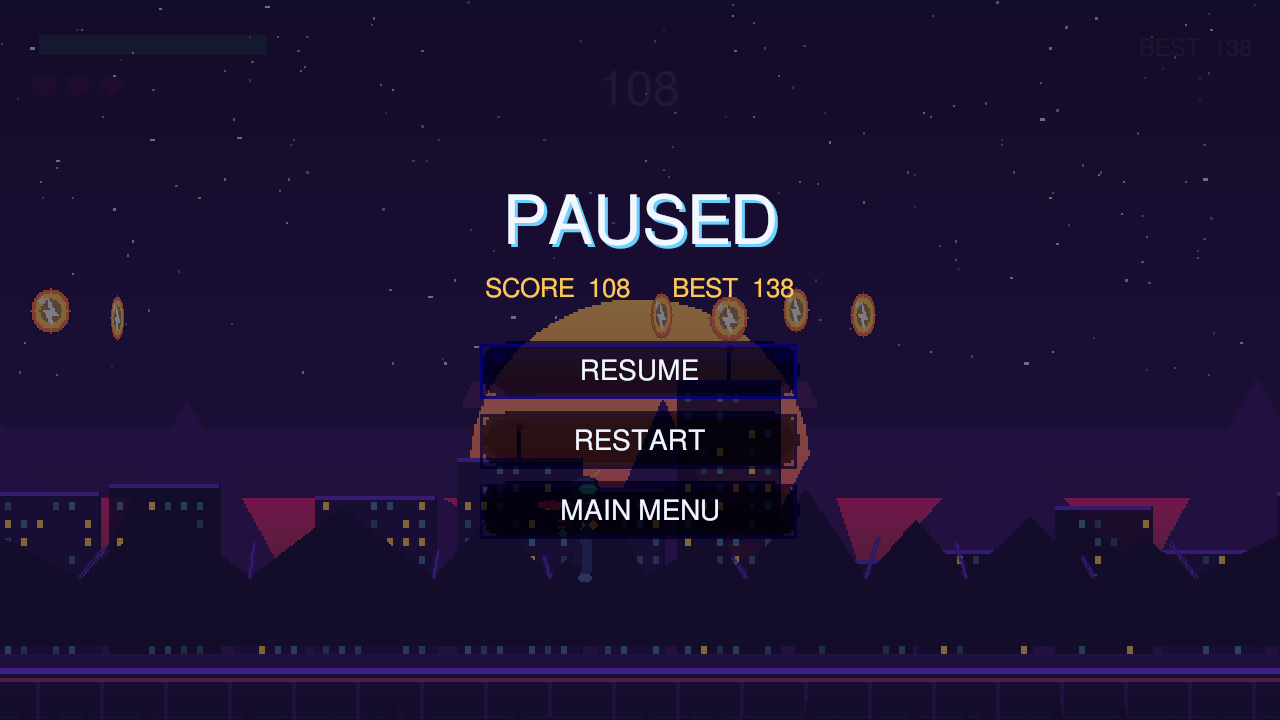 BEST 138
108
PAUSED
SCORE 108 BEST 138
RESUME
RESTART
MAIN MENU